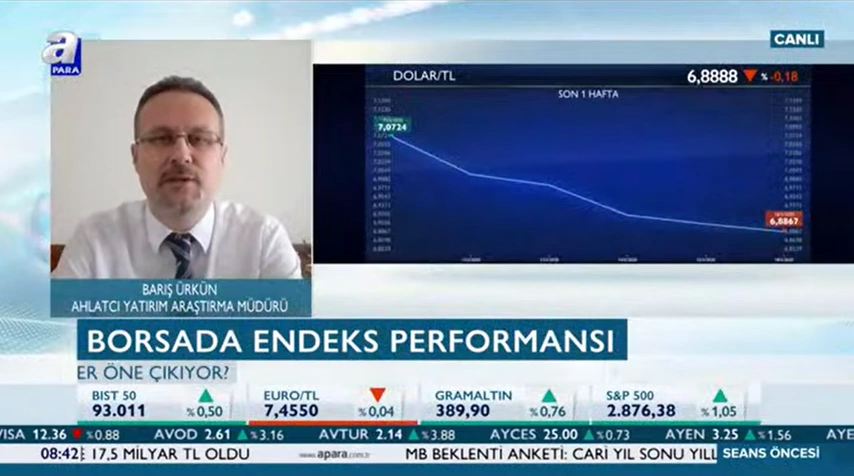 a
PARA
CANLI
DOLAR/TL
6,8888 % -0,18
SON 1 HAFTA
7,0724
6,8867
BARIŞ ÜRKÜN
AHLATCI YATIRIM ARAŞTIRMA MÜDÜRÜ
BORSADA ENDEKS PERFORMANSI
ER ÖNE ÇIKIYOR?
BIST 50 EURO/TL GRAMALTIN S&P 500
93.011 % 0,50 7,4550 % 0,04 389,90 % 0,76 2.876,38 % 1,05
VISA 12.36 %0.88 AVOD 2.61 %3.16 AVTUR 2.14 %3.88 AYCES 25.00 %0.73 AYEN 3.25 %1.56 AYE
08:42 17,5 MİLYAR TL OLDU www.apara.com.tr MB BEKLENTİ ANKETİ: CARİ YIL SONU YILL SEANS ÖNCESİ